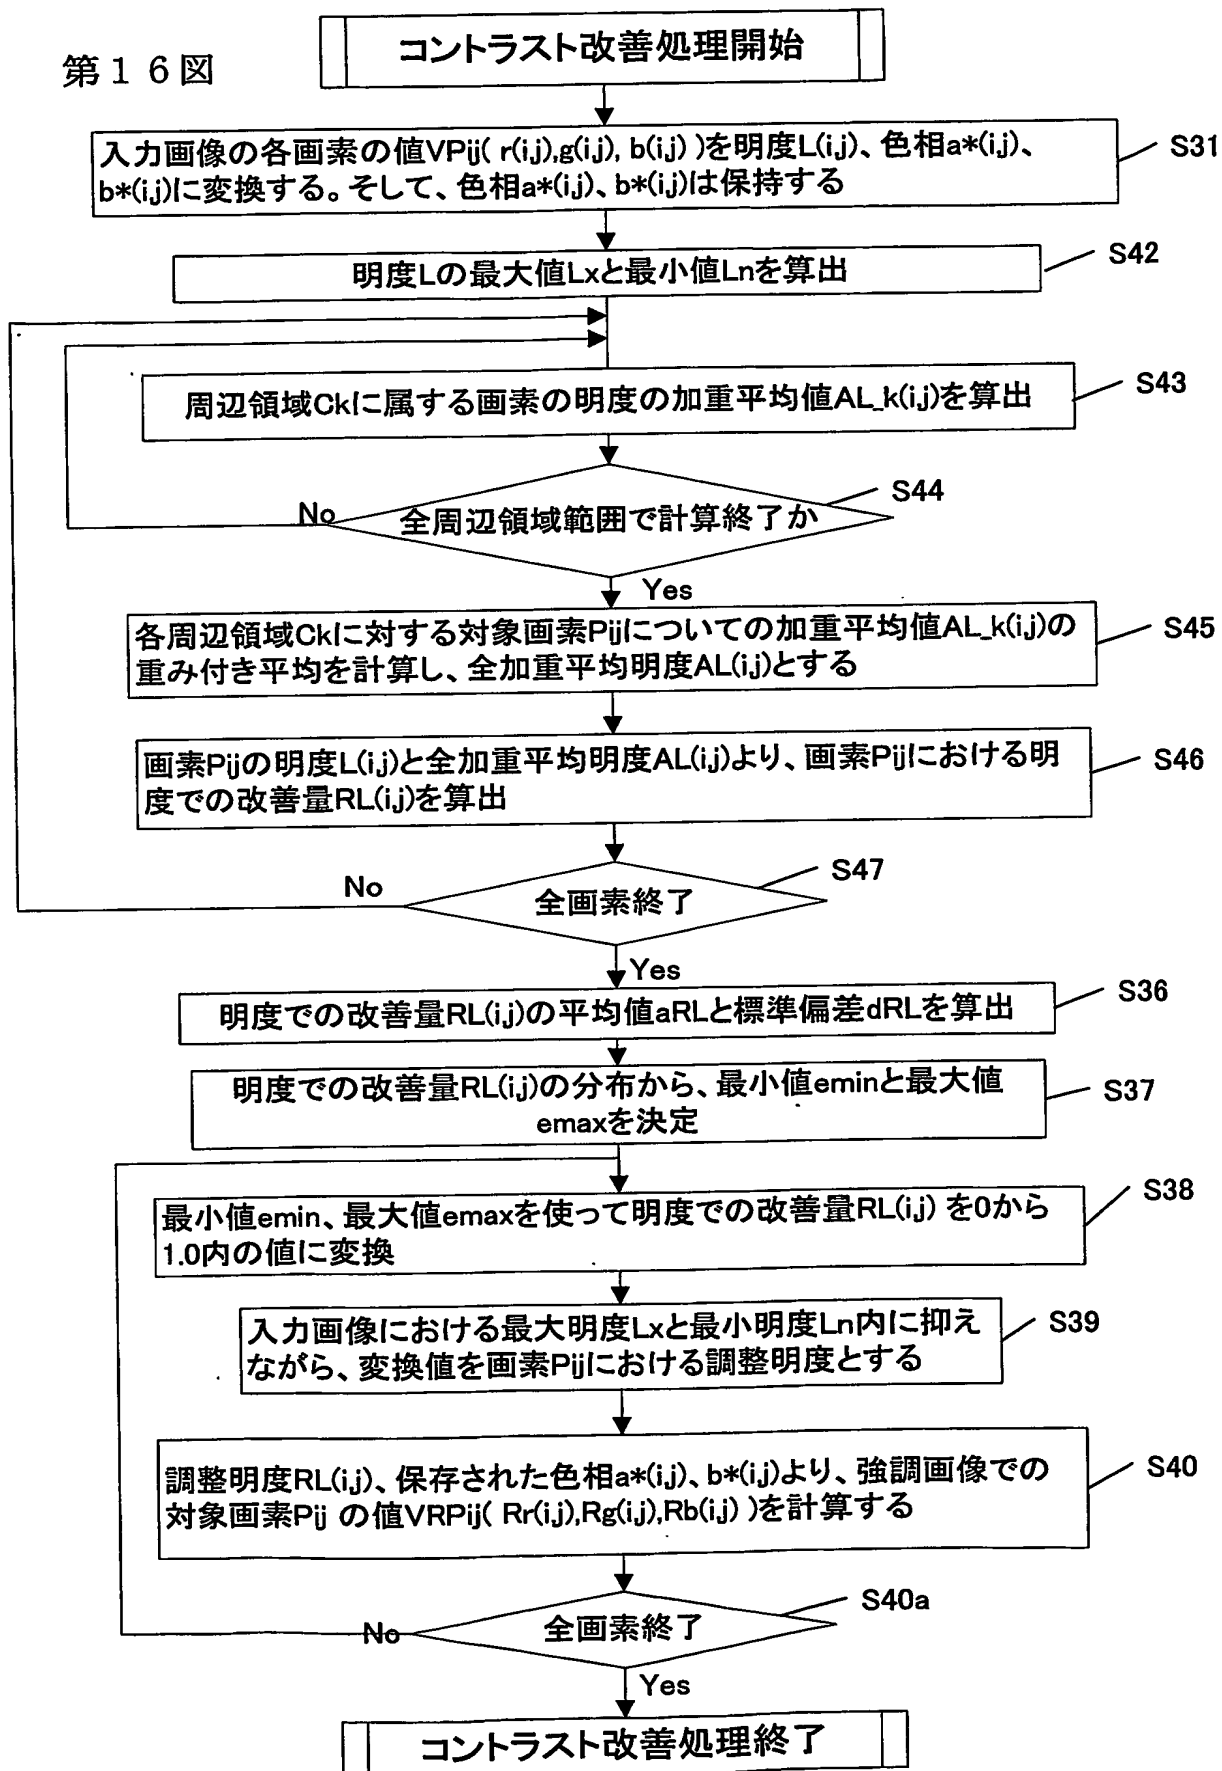 第１６図
コントラスト改善処理開始
入力画像の各画素の値VPij( r(i,j),g(i,j), b(i,j) )を明度L(i,j)、色相a*(i,j)、
b*(i,j)に変換する。そして、色相a*(i,j)、b*(i,j)は保持する
S31
明度Lの最大値Lxと最小値Lnを算出
S42
周辺領域Ckに属する画素の明度の加重平均値AL_k(i,j)を算出
S43
全周辺領域範囲で計算終了か
S44
No
Yes
各周辺領域Ckに対する対象画素Pijについての加重平均値AL_k(i,j)の
重み付き平均を計算し、全加重平均明度AL(i,j)とする
S45
画素Pijの明度L(i,j)と全加重平均明度AL(i,j)より、画素Pijにおける明
度での改善量RL(i,j)を算出
S46
全画素終了
S47
No
Yes
明度での改善量RL(i,j)の平均値aRLと標準偏差dRLを算出
S36
明度での改善量RL(i,j)の分布から、最小値eminと最大値
emaxを決定
S37
最小値emin、最大値emaxを使って明度での改善量RL(i,j) を0から
1.0内の値に変換
S38
入力画像における最大明度Lxと最小明度Ln内に抑え
ながら、変換値を画素Pijにおける調整明度とする
S39
調整明度RL(i,j)、保存された色相a*(i,j)、b*(i,j)より、強調画像での
対象画素Pij の値VRPij( Rr(i,j),Rg(i,j),Rb(i,j) )を計算する
S40
全画素終了
S40a
No
Yes
コントラスト改善処理終了